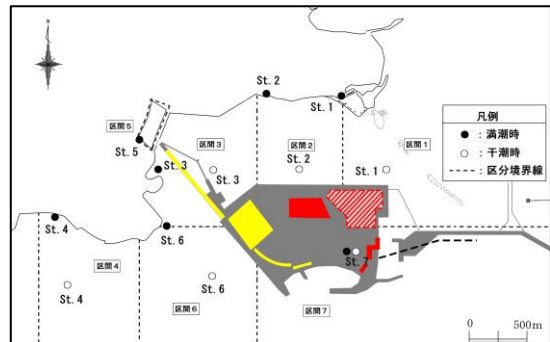 St. 2
St. 1
区間5
St. 5
区間3
区間2
区間1
St. 3
St. 3
St. 2
St. 1
凡例
●：満潮時
○：干潮時
：区分境界線
St. 4
St. 6
St. 7
区間4
St. 4
St. 6
区間6
区間7
0 500m